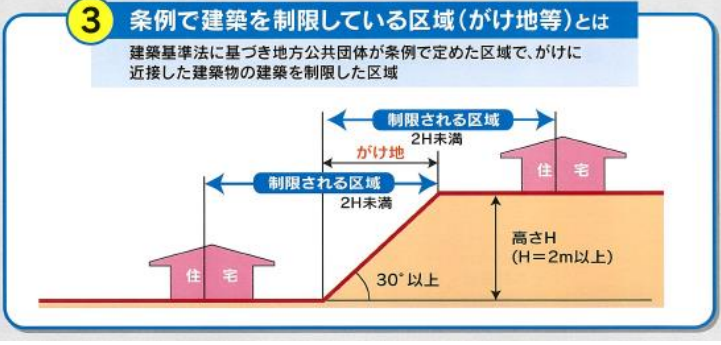 3 条例で建築を制限している区域(がけ地等)とは
建築基準法に基づき地方公共団体が条例で定めた区域で、がけに
近接した建築物の建築を制限した区域
制限される区域
2H未満
がけ地
住 宅
制限される区域
2H未満
高さH
(H＝2m以上)
住 宅
30°以上